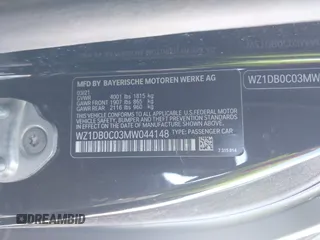 MFD. BY BAYERISCHE MOTOREN WERKE AG
03/21
GVWR 4001 lbs 1815 kg
GAWR FRONT 1907 lbs 865 kg
GAWR REAR 2116 lbs 960 kg
THIS VEHICLE CONFORMS TO ALL APPLICABLE
FEDERAL MOTOR VEHICLE SAFETY, BUMPER AND
THEFT PREVENTION STANDARDS IN EFFECT ON THE
DATE OF MANUFACTURE SHOWN ABOVE.
WZ1DB0C03MW044148 TYPE: PASSENGER CAR
WZ1DB0C03MW
DREAMBID